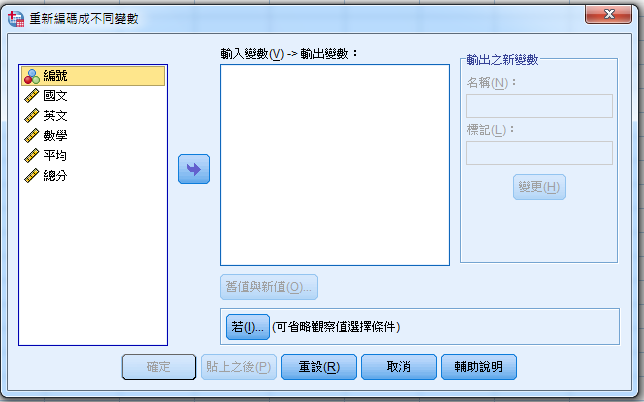 重新編碼成不同變數
編號
國文
英文
數學
平均
總分
輸入變數(V) -> 輸出變數：
輸出之新變數
名稱(N)：
標記(L)：
變更(H)
舊值與新值(O)...
若(I)... (可省略觀察值選擇條件)
確定 貼上之後(P) 重設(R) 取消 輔助說明